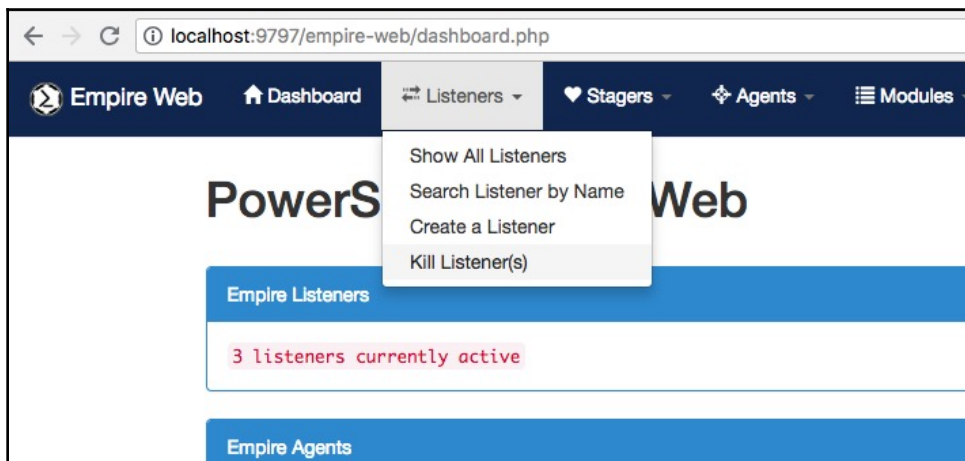 localhost:9797/empire-web/dashboard.php
Empire Web Dashboard Listeners Stagers Agents Modules
Show All Listeners
Search Listener by Name
Create a Listener
Kill Listener(s)
PowerS Web
Empire Listeners
3 listeners currently active
Empire Agents